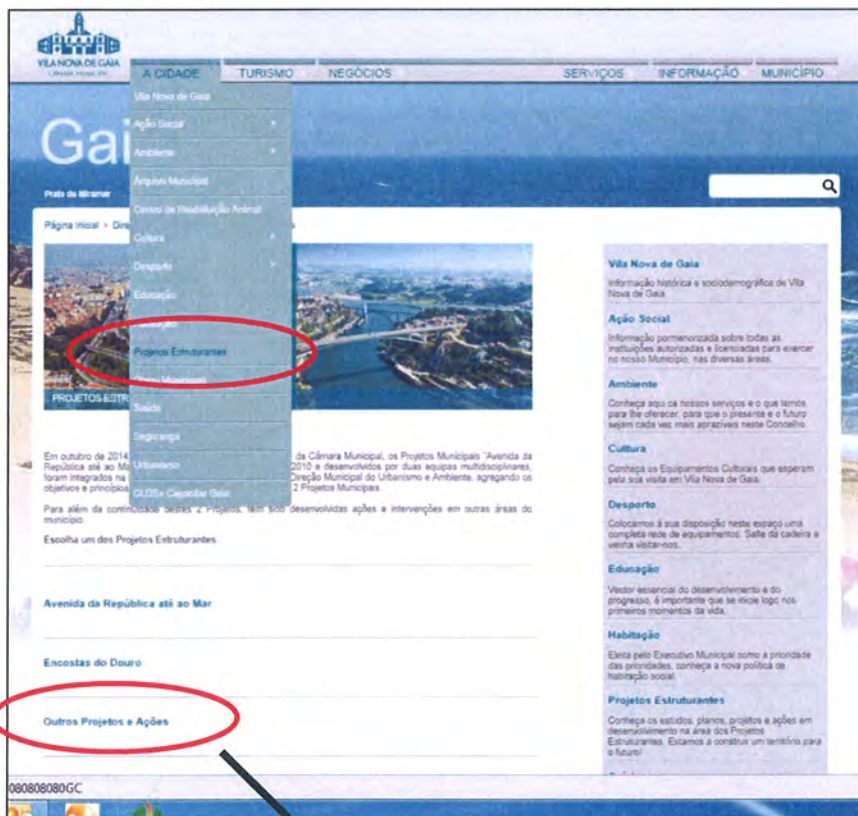 VILA NOVA DE GAIA
A CIDADE TURISMO NEGÓCIOS SERVIÇOS INFORMAÇÃO MUNICÍPIO
Vila Nova de Gaia
Ação Social
Ambiente
Arquivo Municipal
Centro de Reabilitação Animal
Cultura
Desporto
Educação
Projetos Estruturantes
Saúde
Segurança
Urbanismo
CLDS+ Capacitar Gaia
Gai
Praia de Miramar
Página inicial > Dire
PROJETOS ESTR
Em outubro de 2014, da Câmara Municipal, os Projetos Municipais "Avenida da
República até ao Ma 2010 e desenvolvidos por duas equipas multidisciplinares,
foram integrados na Direção Municipal do Urbanismo e Ambiente, agregando os
objetivos e princípios 2 Projetos Municipais.
Para além da continuidade destes 2 Projetos, têm sido desenvolvidas ações e intervenções em outras áreas do
município.
Escolha um dos Projetos Estruturantes
Avenida da República até ao Mar
Encostas do Douro
Outros Projetos e Ações
Vila Nova de Gaia
Informação histórica e sociodemográfica de Vila
Nova de Gaia
Ação Social
Informação pormenorizada sobre todas as
instituições autorizadas e licenciadas para exercer
no nosso Município, nas diversas áreas.
Ambiente
Conheça aqui os nossos serviços e o que temos
para lhe oferecer, para que o presente e o futuro
sejam cada vez mais aprazíveis neste Concelho.
Cultura
Conheça os Equipamentos Culturais que esperam
pela sua visita em Vila Nova de Gaia.
Desporto
Colocamos à sua disposição neste espaço uma
completa rede de equipamentos. Salte da cadeira e
venha visitar-nos.
Educação
Vector essencial do desenvolvimento e do
progresso, é importante que se inicie logo nos
primeiros momentos da vida.
Habitação
Eleita pelo Executivo Municipal como a prioridade
das prioridades, conheça a nova política de
habitação social.
Projetos Estruturantes
Conheça os estudos, planos, projetos e ações em
desenvolvimento na área dos Projetos
Estruturantes. Estamos a construir um território para
o futuro!
080808080GC